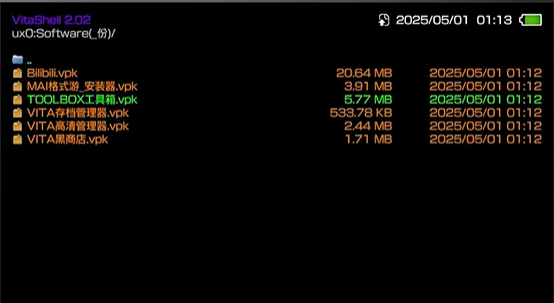 VitaShell 2.02
2025/05/01 01:13
ux0:Software(_份)/
..
Bilibili.vpk 20.64 MB 2025/05/01 01:12
MAI格式游_安装器.vpk 3.91 MB 2025/05/01 01:12
TOOLBOX工具箱.vpk 5.77 MB 2025/05/01 01:12
VITA存档管理器.vpk 533.78 KB 2025/05/01 01:12
VITA高清管理器.vpk 2.44 MB 2025/05/01 01:12
VITA黑商店.vpk 1.71 MB 2025/05/01 01:12